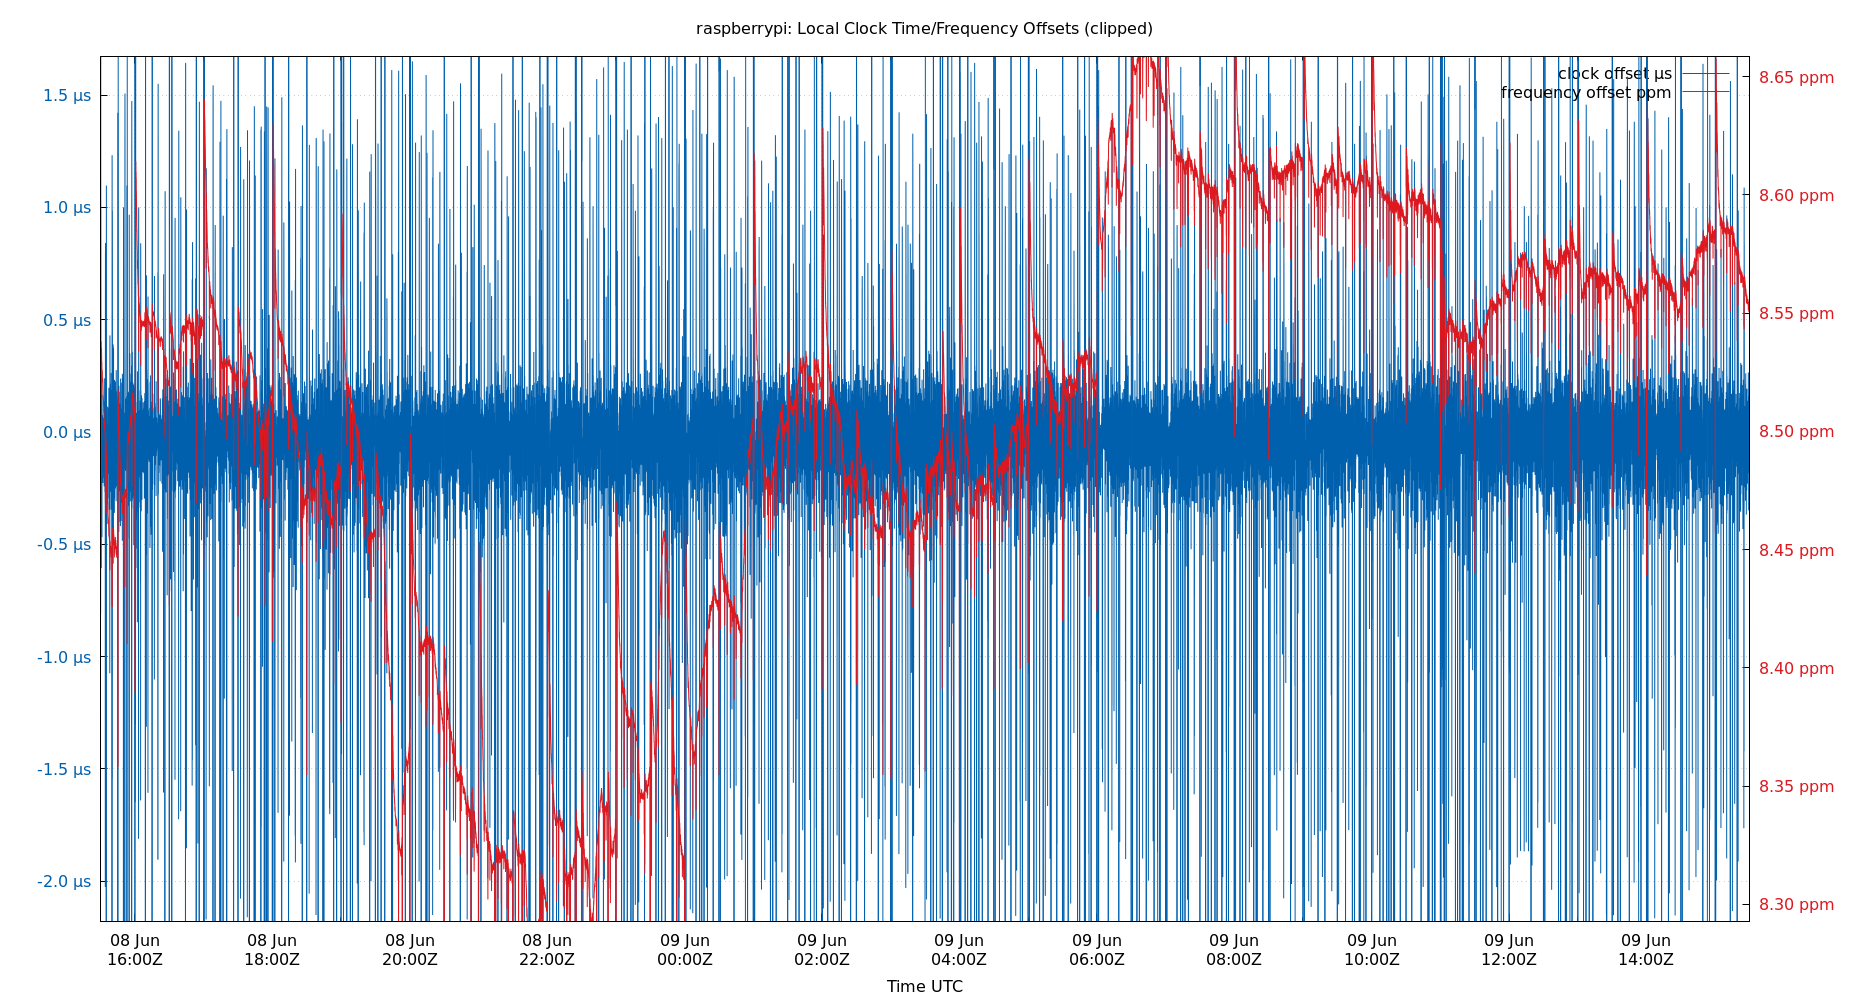 raspberrypi: Local Clock Time/Frequency Offsets (clipped)
clock offset µs
frequency offset ppm
1.5 µs
1.0 µs
0.5 µs
0.0 µs
-0.5 µs
-1.0 µs
-1.5 µs
-2.0 µs
8.65 ppm
8.60 ppm
8.55 ppm
8.50 ppm
8.45 ppm
8.40 ppm
8.35 ppm
8.30 ppm
08 Jun 08 Jun 08 Jun 08 Jun 09 Jun 09 Jun 09 Jun 09 Jun 09 Jun 09 Jun 09 Jun 09 Jun
16:00Z 18:00Z 20:00Z 22:00Z 00:00Z 02:00Z 04:00Z 06:00Z 08:00Z 10:00Z 12:00Z 14:00Z
Time UTC